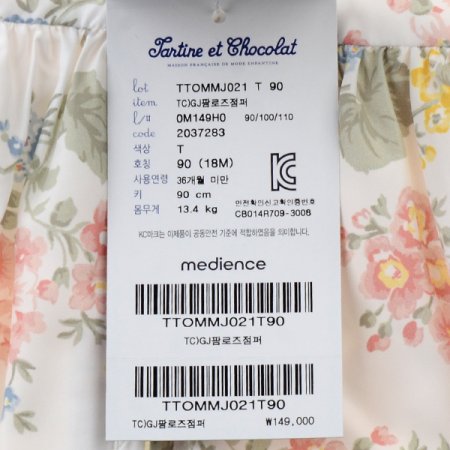 Tartine et Chocolat
MAISON FRANÇAISE DE MODE ENFANTINE
lot TTOMMJ021 T 90
item TC)GJ팜로즈점퍼
l/# 0M149H0 90/100/110
code 2037283
색상 T
호칭 90 (18M)
사용연령 36개월 미만
키 90 cm
몸무게 13.4 kg
KC
안전확인신고확인증번호
CB014R709-3008
KC마크는 이제품이 공통안전 기준에 적합하였음을 의미합니다.
medience
TTOMMJ021T90
TC)GJ팜로즈점퍼
TTOMMJ021T90
TC)GJ팜로즈점퍼 ₩149,000